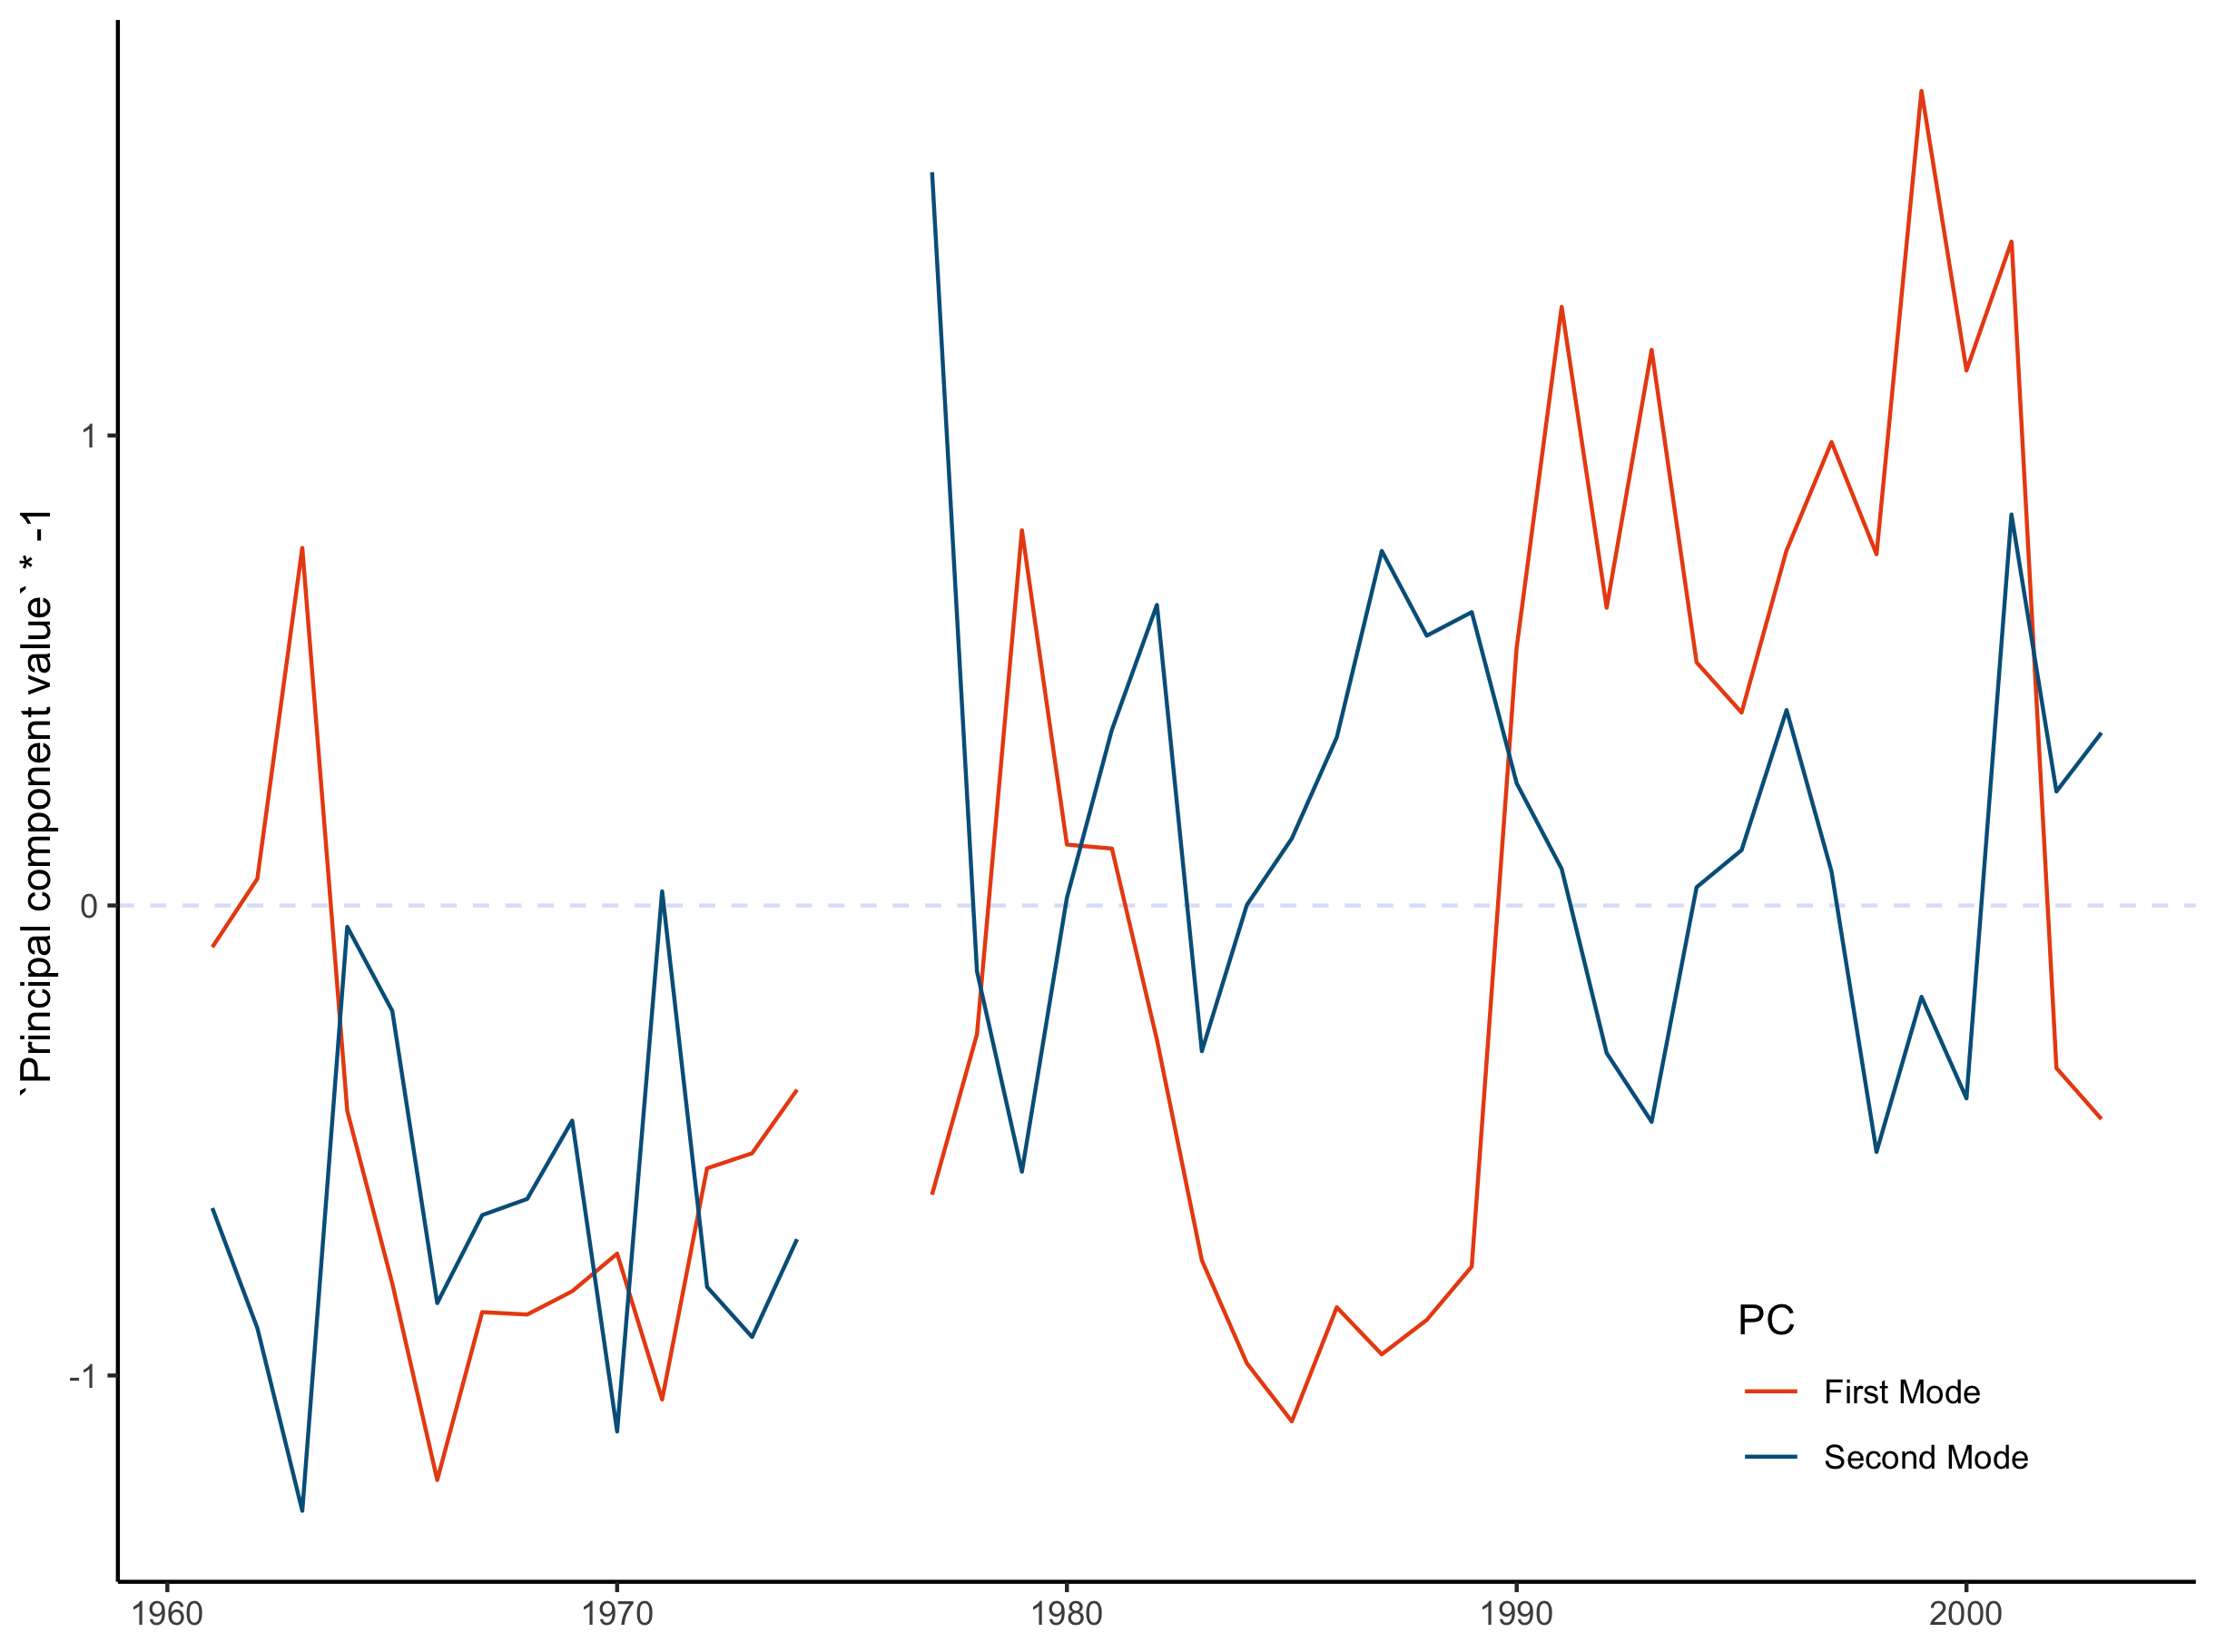 `Principal component value` * -1
1
0
-1
1960
1970
1980
1990
2000
PC
First Mode
Second Mode